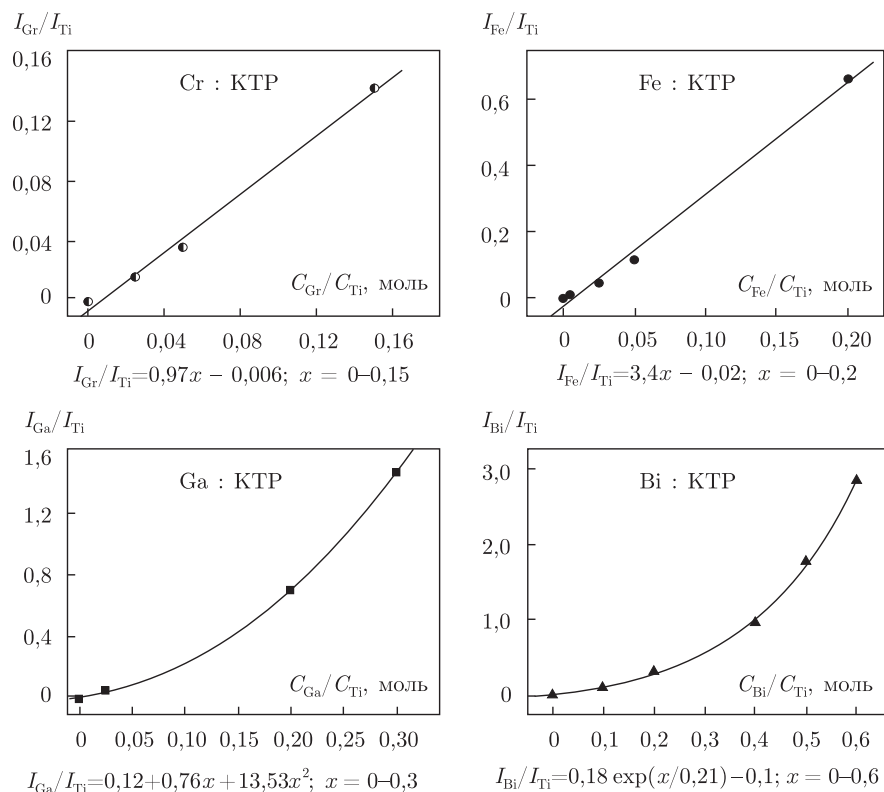 I_Gr/I_Ti
0,16
0,12
0,08
0,04
0
Cr : КТР
C_Gr/C_Ti, моль
0 0,04 0,08 0,12 0,16
I_Gr/I_Ti=0,97x − 0,006; x = 0–0,15
I_Fe/I_Ti
0,6
0,4
0,2
0
Fe : КТР
C_Fe/C_Ti, моль
0 0,05 0,10 0,15 0,20
I_Fe/I_Ti=3,4x − 0,02; x = 0–0,2
I_Ga/I_Ti
1,6
1,2
0,8
0,4
0
Ga : КТР
C_Ga/C_Ti, моль
0 0,05 0,10 0,15 0,20 0,25 0,30
I_Ga/I_Ti=0,12+0,76x+13,53x²; x = 0–0,3
I_Bi/I_Ti
3,0
2,0
1,0
0
Bi : КТР
C_Bi/C_Ti, моль
0 0,1 0,2 0,3 0,4 0,5 0,6
I_Bi/I_Ti=0,18 exp(x/0,21)−0,1; x = 0–0,6